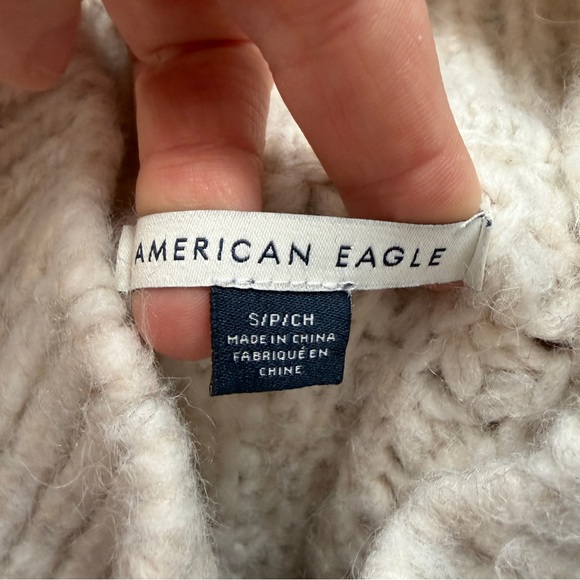 AMERICAN EAGLE
S/P/CH
MADE IN CHINA
FABRIQUÉ EN
CHINE